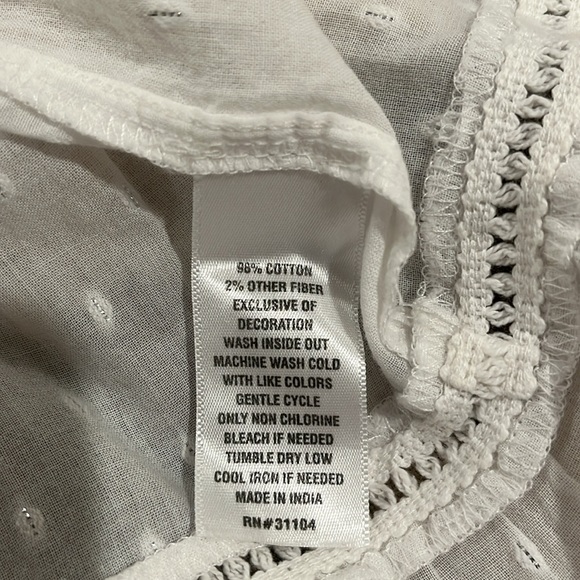 98% COTTON
2% OTHER FIBER
EXCLUSIVE OF
DECORATION
WASH INSIDE OUT
MACHINE WASH COLD
WITH LIKE COLORS
GENTLE CYCLE
ONLY NON CHLORINE
BLEACH IF NEEDED
TUMBLE DRY LOW
COOL IRON IF NEEDED
MADE IN INDIA
RN#31104